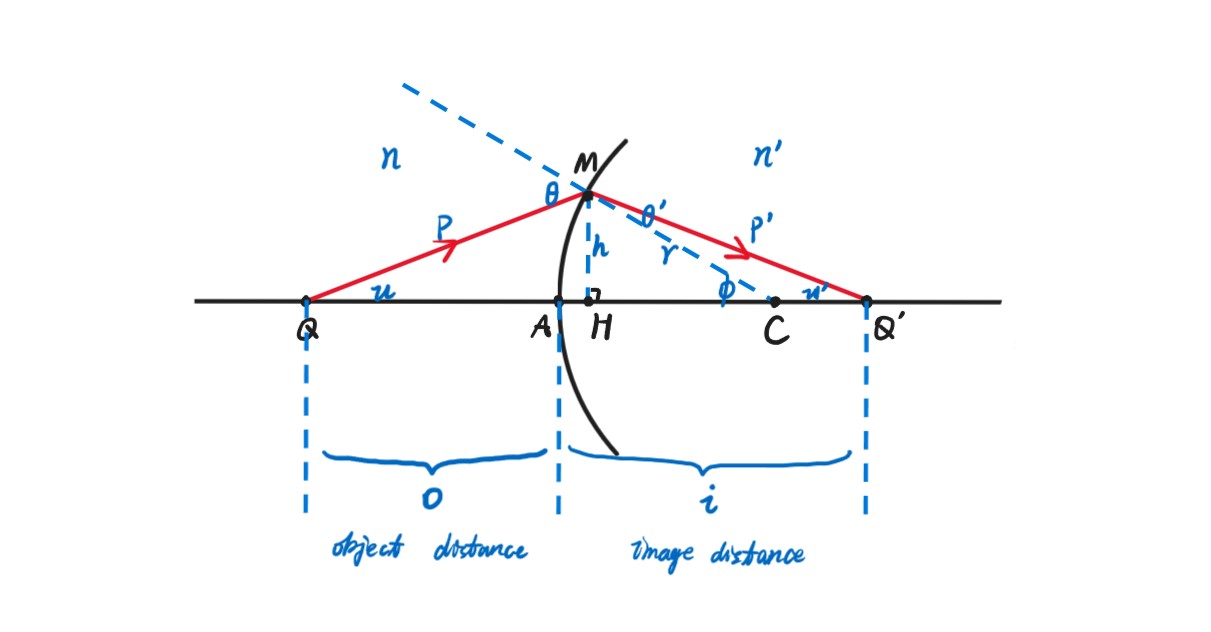 n
n′
M
θ
θ′
P
P′
h
r
u
ϕ
u′
Q
A
H
C
Q′
o
i
object distance
image distance